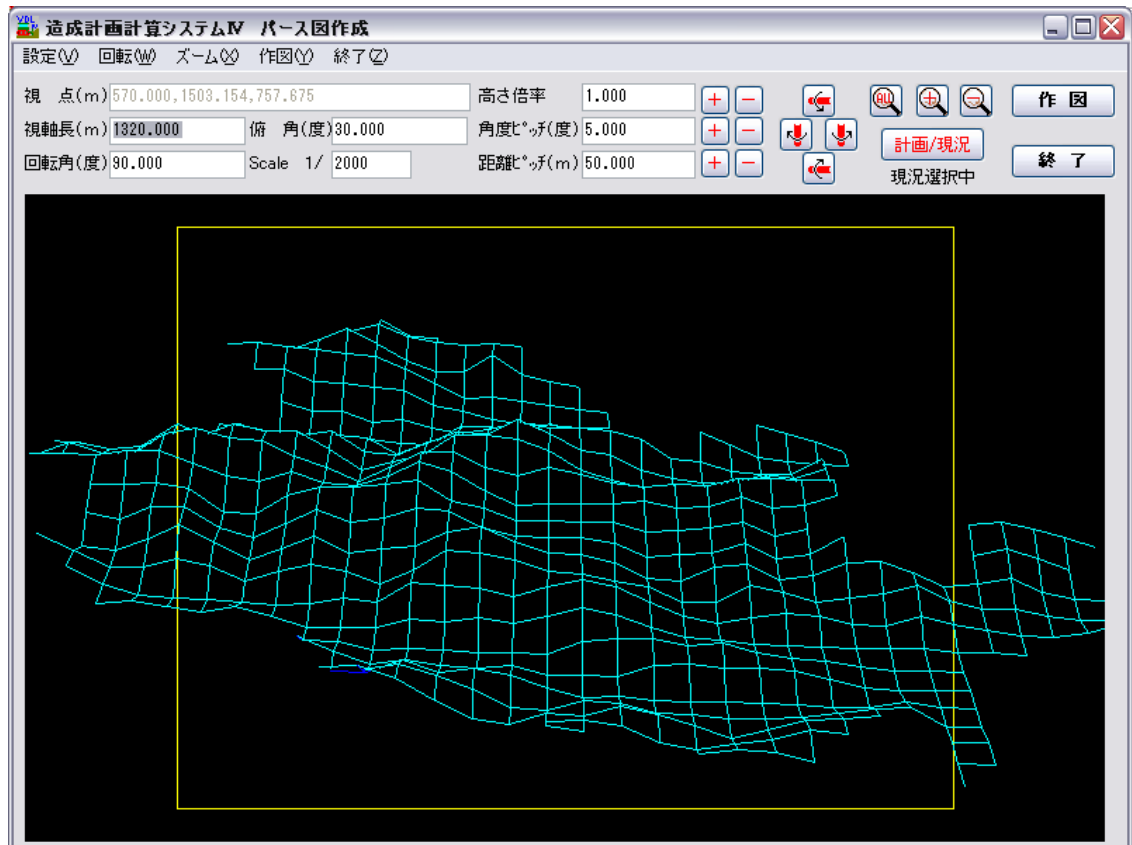 造成計画計算システムⅣ パース図作成
設定(V) 回転(W) ズーム(X) 作図(Y) 終了(Z)
視 点(m) 570.000,1503.154,757.675 高さ倍率 1.000 + - ALL + - 作 図
視軸長(m) 1320.000 俯 角(度) 30.000 角度ﾋﾟｯﾁ(度) 5.000 + - 計画/現況
回転角(度) 90.000 Scale 1/ 2000 距離ﾋﾟｯﾁ(m) 50.000 + - 現況選択中 終 了